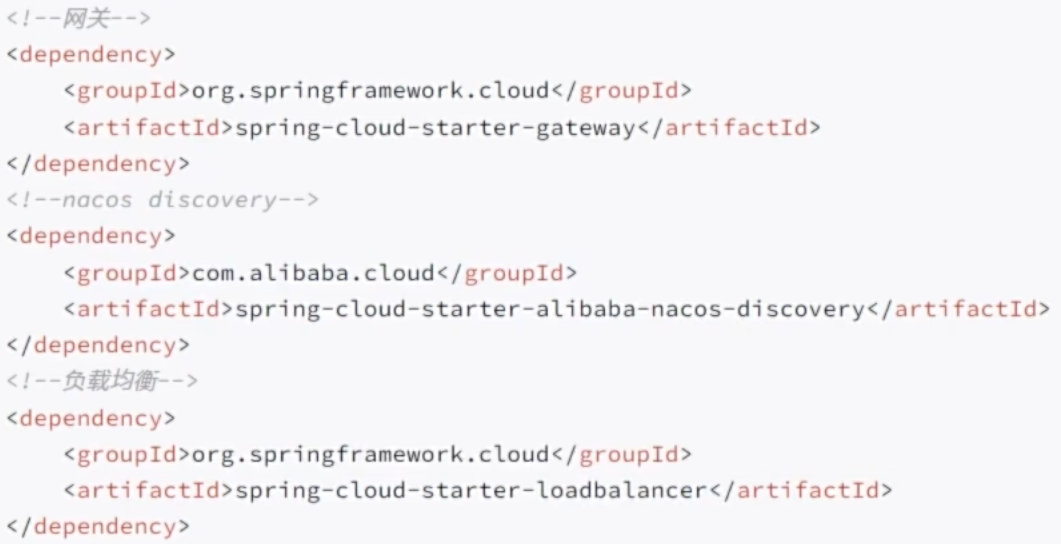 <!--网关-->
<dependency>
    <groupId>org.springframework.cloud</groupId>
    <artifactId>spring-cloud-starter-gateway</artifactId>
</dependency>
<!--nacos discovery-->
<dependency>
    <groupId>com.alibaba.cloud</groupId>
    <artifactId>spring-cloud-starter-alibaba-nacos-discovery</artifactId>
</dependency>
<!--负载均衡-->
<dependency>
    <groupId>org.springframework.cloud</groupId>
    <artifactId>spring-cloud-starter-loadbalancer</artifactId>
</dependency>